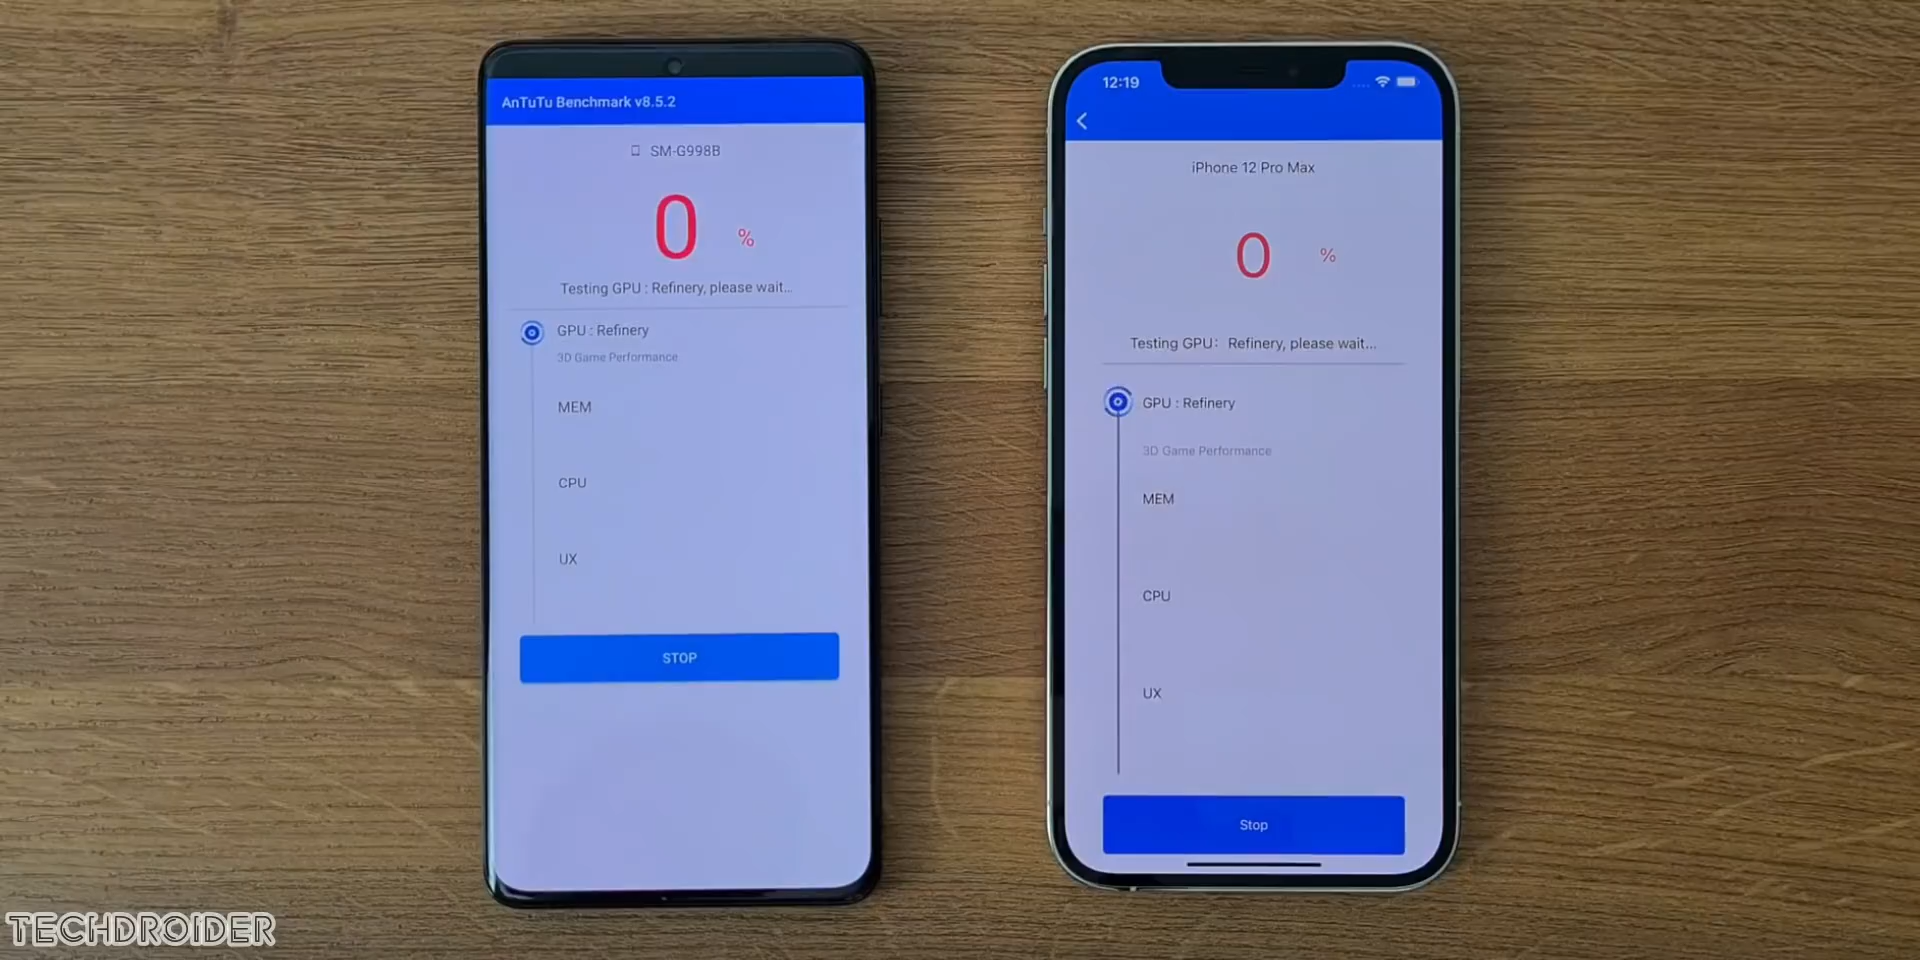 AnTuTu Benchmark v8.5.2
SM-G998B
0 %
Testing GPU : Refinery, please wait...
GPU : Refinery
3D Game Performance
MEM
CPU
UX
STOP
12:19
iPhone 12 Pro Max
0 %
Testing GPU: Refinery, please wait...
GPU : Refinery
3D Game Performance
MEM
CPU
UX
Stop
TECHDROIDER